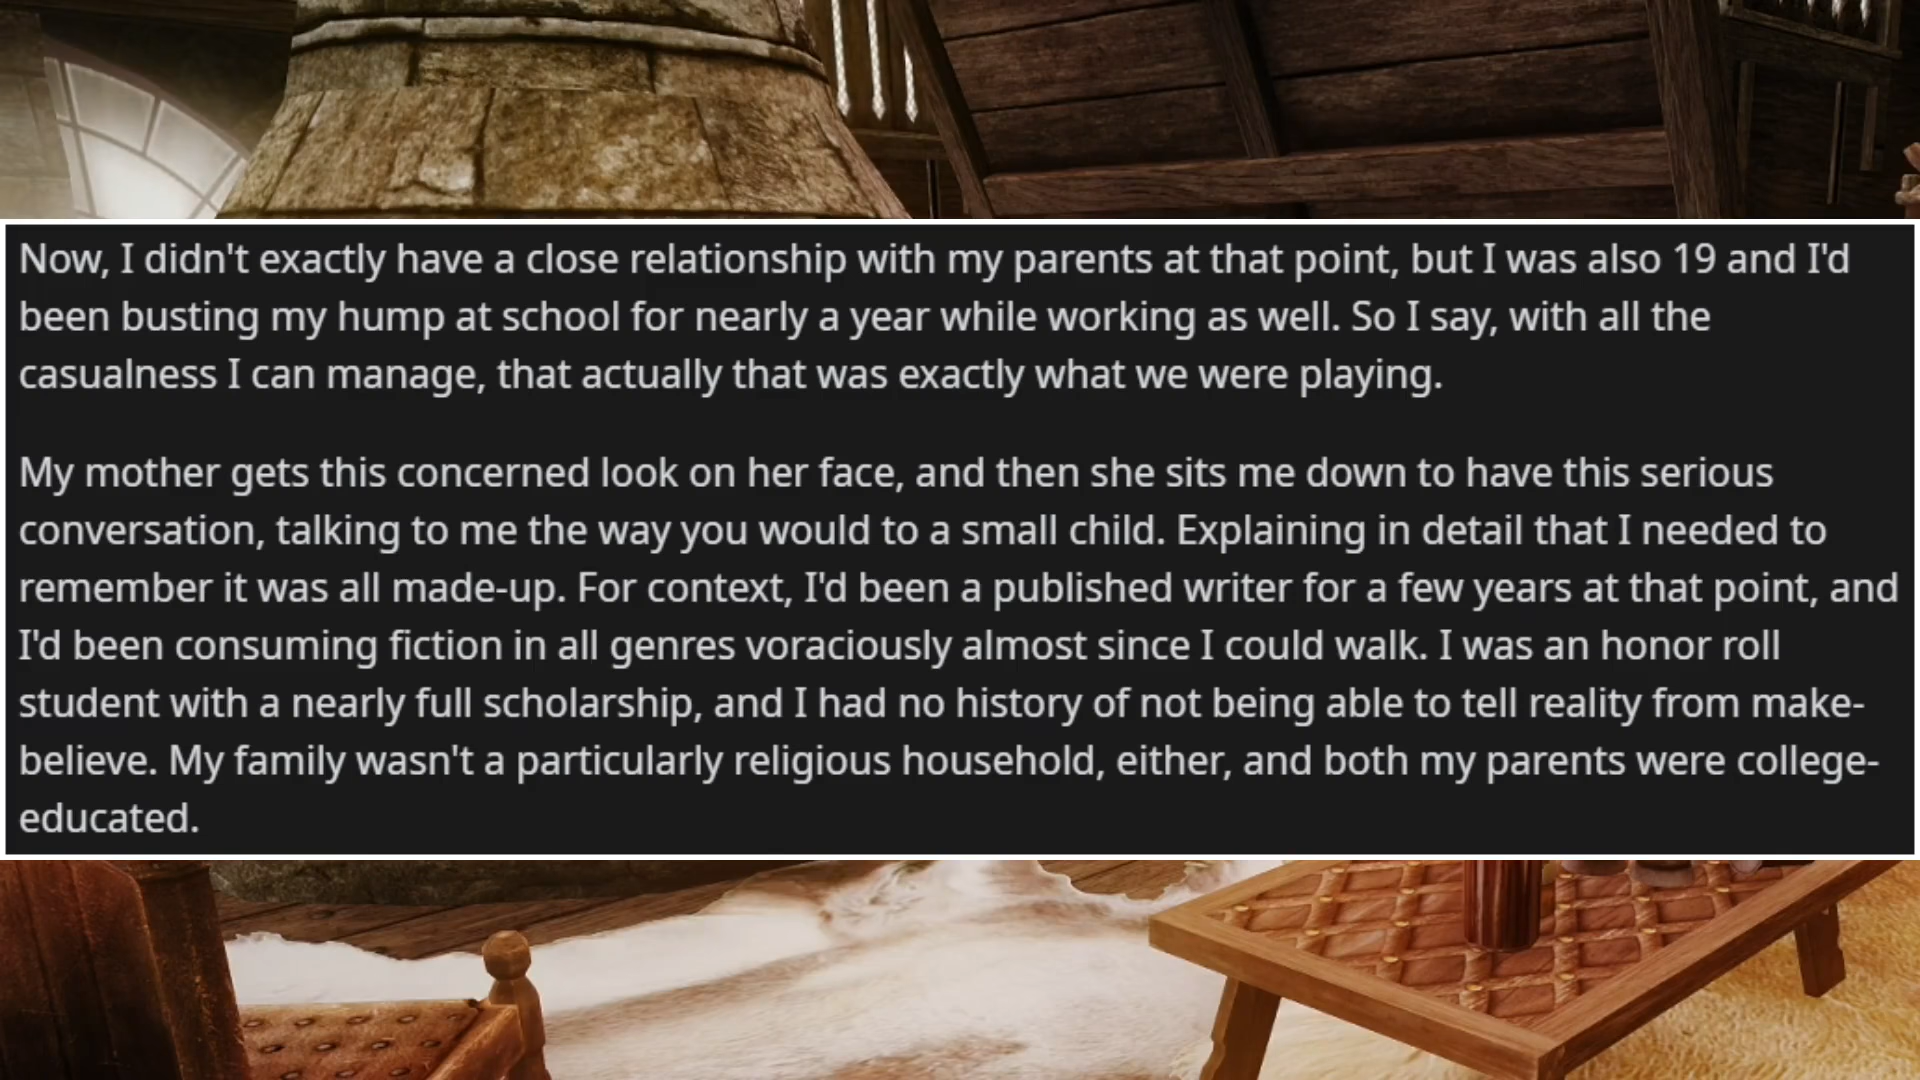 Now, I didn't exactly have a close relationship with my parents at that point, but I was also 19 and I'd
been busting my hump at school for nearly a year while working as well. So I say, with all the
casualness I can manage, that actually that was exactly what we were playing.
My mother gets this concerned look on her face, and then she sits me down to have this serious
conversation, talking to me the way you would to a small child. Explaining in detail that I needed to
remember it was all made-up. For context, I'd been a published writer for a few years at that point, and
I'd been consuming fiction in all genres voraciously almost since I could walk. I was an honor roll
student with a nearly full scholarship, and I had no history of not being able to tell reality from make-
believe. My family wasn't a particularly religious household, either, and both my parents were college-
educated.